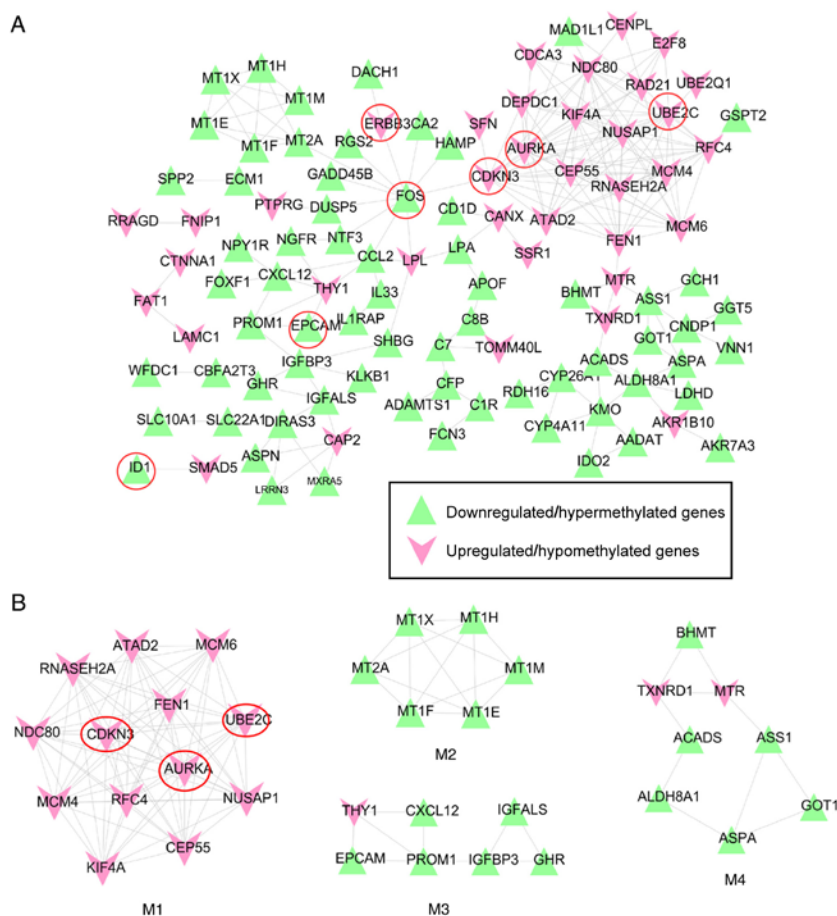 A
MAD1L1
CENPL
E2F8
CDCA3
NDC80
MT1H
MT1X
DACH1
RAD21
UBE2Q1
MT1M
DEPDC1
KIF4A
UBE2C
GSPT2
MT1E
ERBB3
CA2
SFN
NUSAP1
MT1F
MT2A
RGS2
HAMP
AURKA
RFC4
SPP2
ECM1
GADD45B
CDKN3
CEP55
MCM4
RNASEH2A
PTPRG
FOS
RRAGD
FNIP1
DUSP5
CD1D
CANX
ATAD2
MCM6
NPY1R
NGFR
NTF3
FEN1
CTNNA1
CCL2
LPL
LPA
SSR1
FOXF1
CXCL12
THY1
IL33
APOF
MTR
GCH1
FAT1
BHMT
ASS1
GGT5
LAMC1
PROM1
EPCAM
IL1RAP
C8B
TXNRD1
CNDP1
SHBG
C7
TOMM40L
GOT1
VNN1
WFDC1
CBFA2T3
IGFBP3
ACADS
ASPA
GHR
KLKB1
CFP
RDH16
CYP26A1
ALDH8A1
LDHD
SLC10A1
SLC22A1
DIRAS3
IGFALS
ADAMTS1
C1R
KMO
AKR1B10
CAP2
FCN3
CYP4A11
AADAT
AKR7A3
ID1
SMAD5
ASPN
IDO2
LRRN3
MXRA5
Downregulated/hypermethylated genes
Upregulated/hypomethylated genes
B
ATAD2
MCM6
RNASEH2A
FEN1
UBE2C
NDC80
CDKN3
AURKA
MCM4
RFC4
NUSAP1
CEP55
KIF4A
M1
MT1X
MT1H
MT2A
MT1M
MT1F
MT1E
M2
THY1
CXCL12
IGFALS
EPCAM
PROM1
IGFBP3
GHR
M3
BHMT
TXNRD1
MTR
ACADS
ASS1
ALDH8A1
GOT1
ASPA
M4